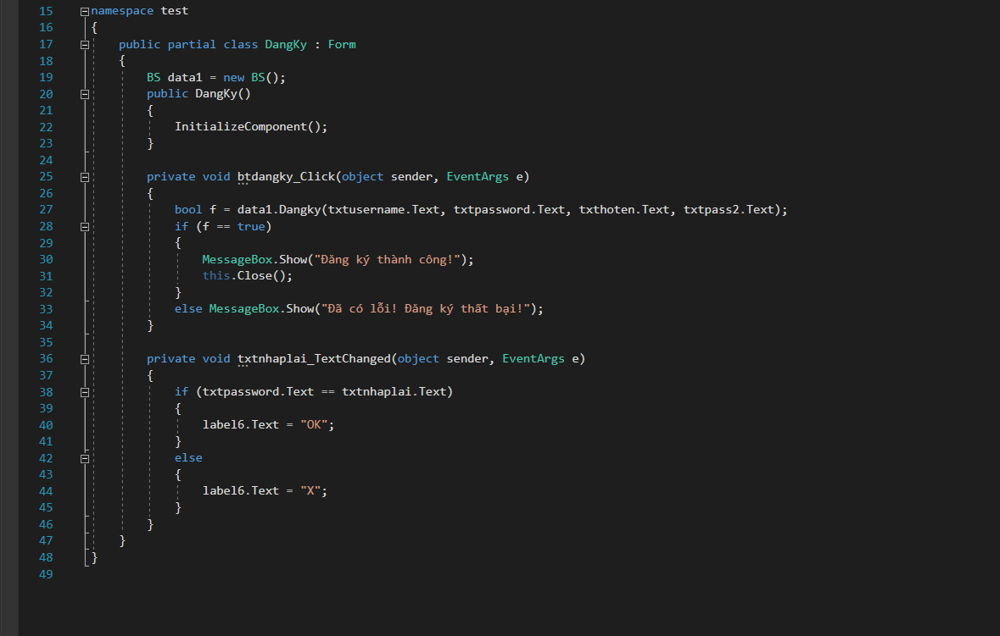 15 namespace test
16 {
17 public partial class DangKy : Form
18 {
19 BS data1 = new BS();
20 public DangKy()
21 {
22 InitializeComponent();
23 }
24
25 private void btdangky_Click(object sender, EventArgs e)
26 {
27 bool f = data1.Dangky(txtusername.Text, txtpassword.Text, txthoten.Text, txtpass2.Text);
28 if (f == true)
29 {
30 MessageBox.Show("Đăng ký thành công!");
31 this.Close();
32 }
33 else MessageBox.Show("Đã có lỗi! Đăng ký thất bại!");
34 }
35
36 private void txtnhaplai_TextChanged(object sender, EventArgs e)
37 {
38 if (txtpassword.Text == txtnhaplai.Text)
39 {
40 label6.Text = "OK";
41 }
42 else
43 {
44 label6.Text = "X";
45 }
46 }
47 }
48 }
49